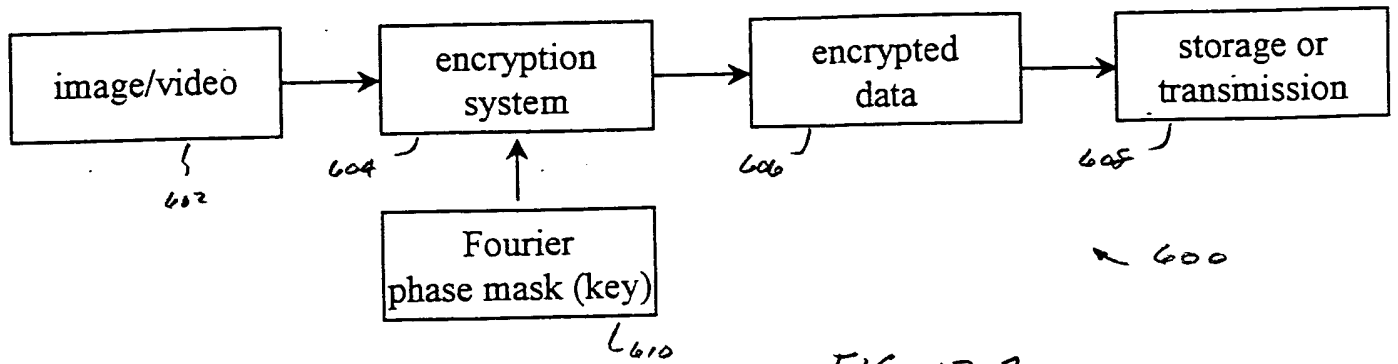 image/video
encryption
system
encrypted
data
storage or
transmission
602
604
606
608
Fourier
phase mask (key)
600
610